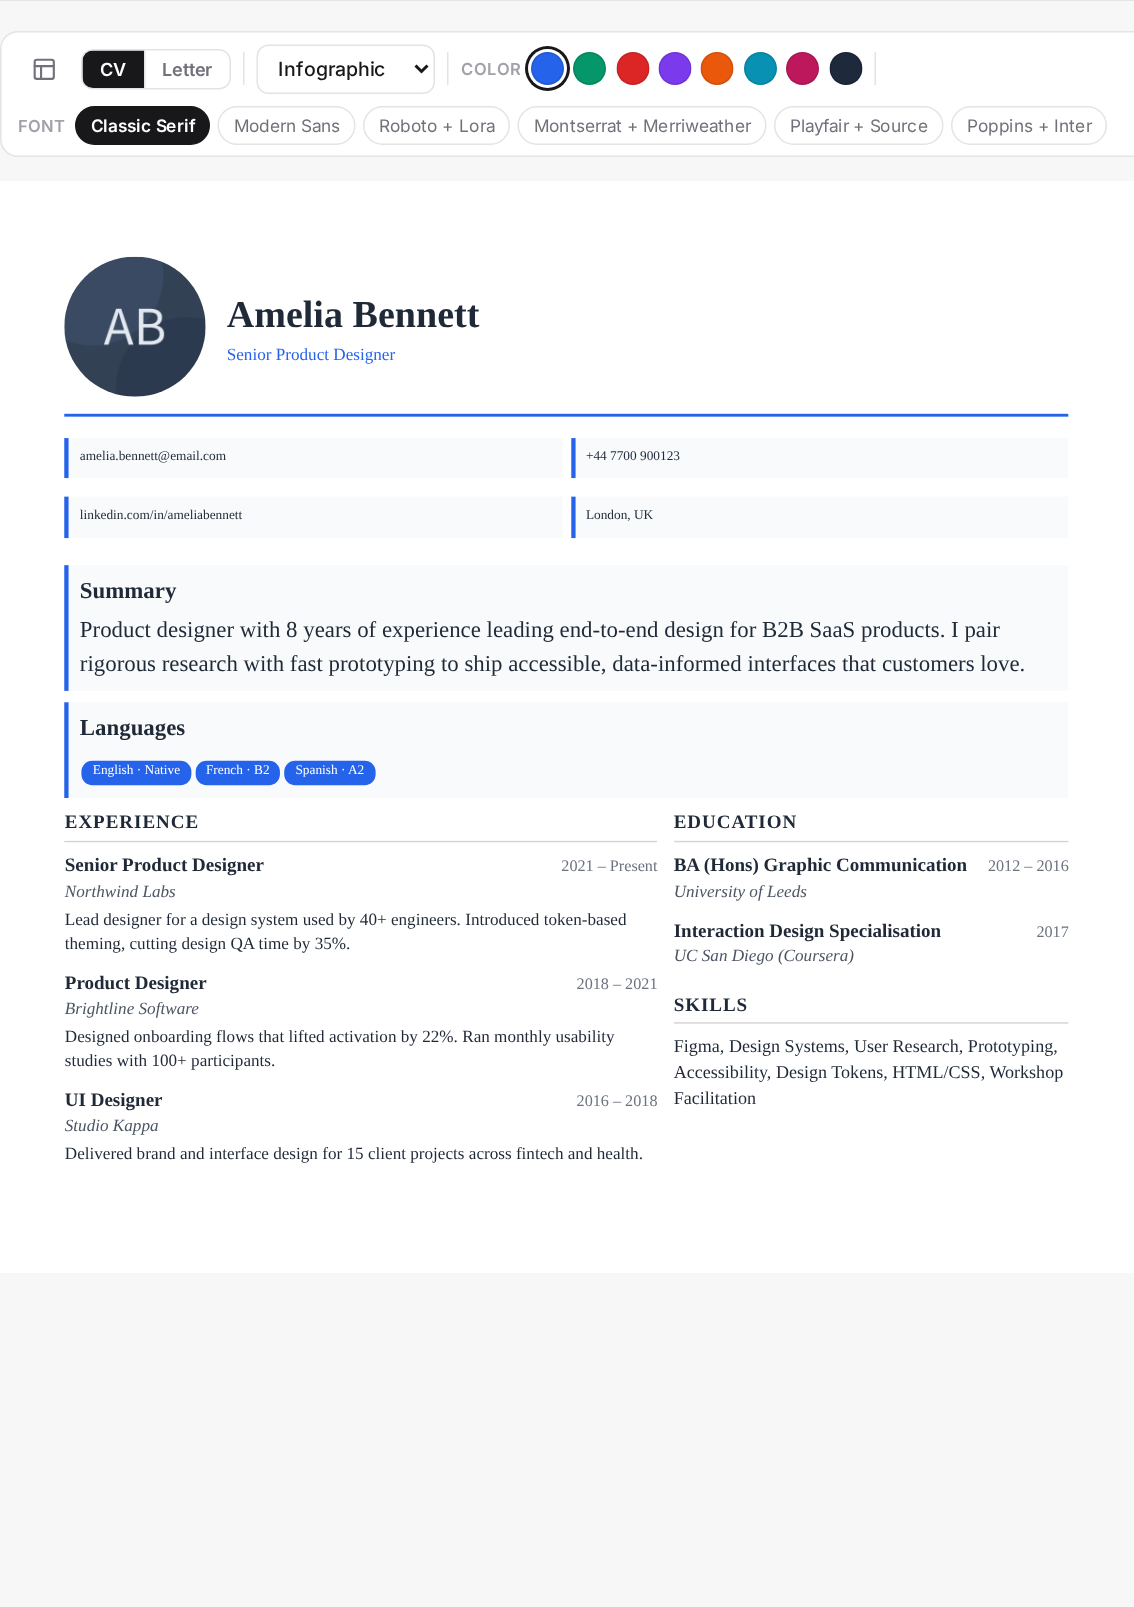 CV
Letter
Infographic
COLOR
FONT
Classic Serif
Modern Sans
Roboto + Lora
Montserrat + Merriweather
Playfair + Source
Poppins + Inter
AB
Amelia Bennett
Senior Product Designer
amelia.bennett@email.com
+44 7700 900123
linkedin.com/in/ameliabennett
London, UK
Summary
Product designer with 8 years of experience leading end-to-end design for B2B SaaS products. I pair
rigorous research with fast prototyping to ship accessible, data-informed interfaces that customers love.
Languages
English · Native
French · B2
Spanish · A2
EXPERIENCE
Senior Product Designer 2021 – Present
Northwind Labs
Lead designer for a design system used by 40+ engineers. Introduced token-based
theming, cutting design QA time by 35%.
Product Designer 2018 – 2021
Brightline Software
Designed onboarding flows that lifted activation by 22%. Ran monthly usability
studies with 100+ participants.
UI Designer 2016 – 2018
Studio Kappa
Delivered brand and interface design for 15 client projects across fintech and health.
EDUCATION
BA (Hons) Graphic Communication 2012 – 2016
University of Leeds
Interaction Design Specialisation 2017
UC San Diego (Coursera)
SKILLS
Figma, Design Systems, User Research, Prototyping,
Accessibility, Design Tokens, HTML/CSS, Workshop
Facilitation